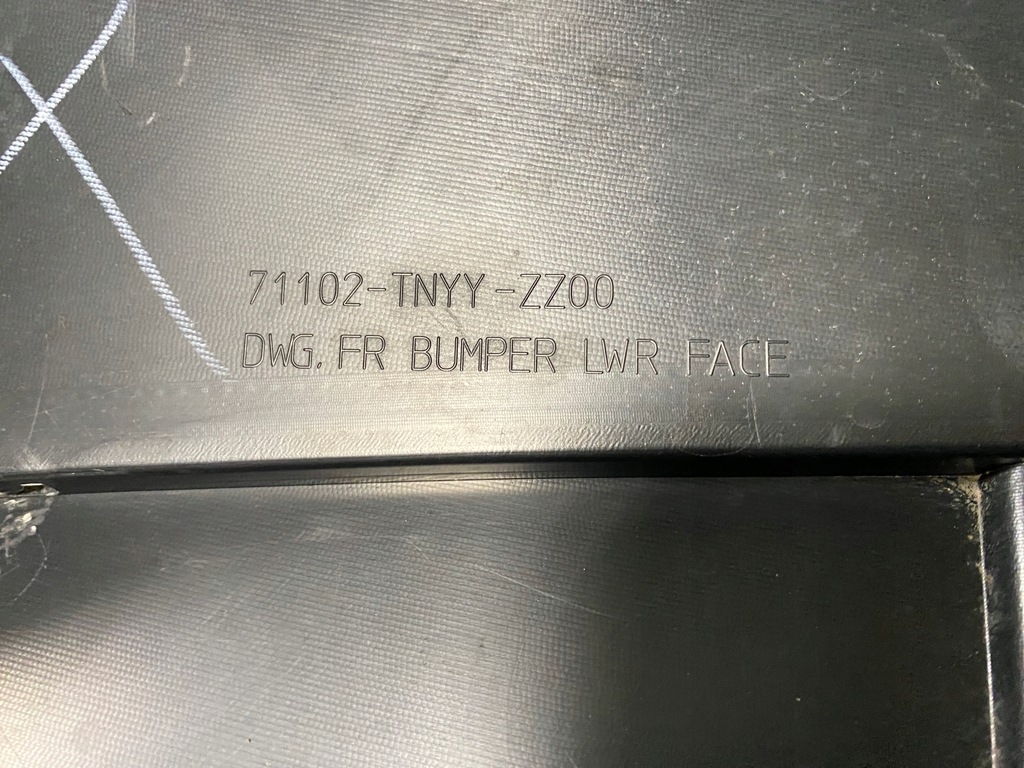 71102-TNYY-ZZ00
DWG. FR BUMPER LWR FACE